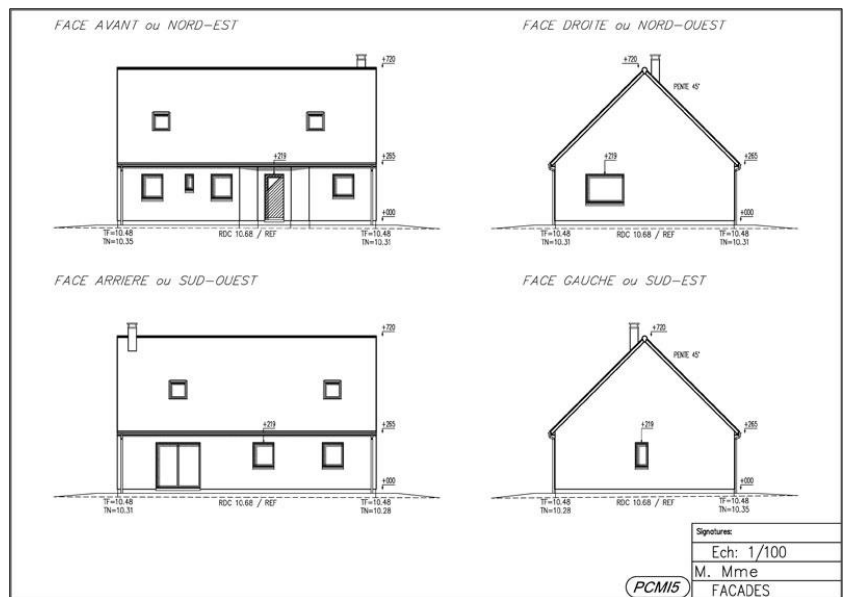 FACE AVANT ou NORD-EST
+720
+219
+265
+000
TF=10.48
TN=10.35
RDC 10.68 / REF
TF=10.48
TN=10.31
FACE DROITE ou NORD-OUEST
+720
PENTE 45°
+219
+265
+000
TF=10.48
TN=10.31
RDC 10.68 / REF
TF=10.48
TN=10.31
FACE ARRIERE ou SUD-OUEST
+720
+219
+265
+000
TF=10.48
TN=10.31
RDC 10.68 / REF
TF=10.48
TN=10.28
FACE GAUCHE ou SUD-EST
+720
PENTE 45°
+219
+265
+000
TF=10.48
TN=10.28
RDC 10.68 / REF
TF=10.48
TN=10.35
Signatures:
Ech: 1/100
M. Mme
PCMI5
FACADES